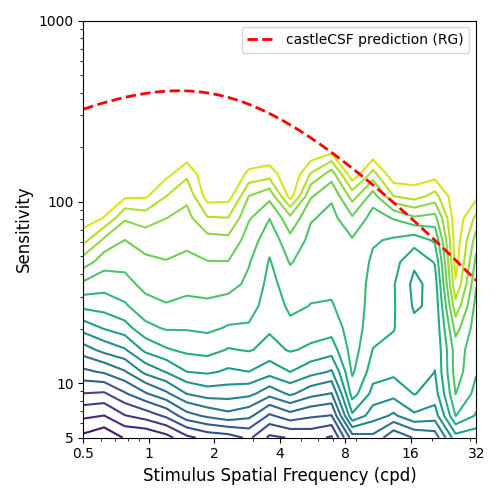 1000
castleCSF prediction (RG)
100
Sensitivity
10
5
0.5 1 2 4 8 16 32
Stimulus Spatial Frequency (cpd)